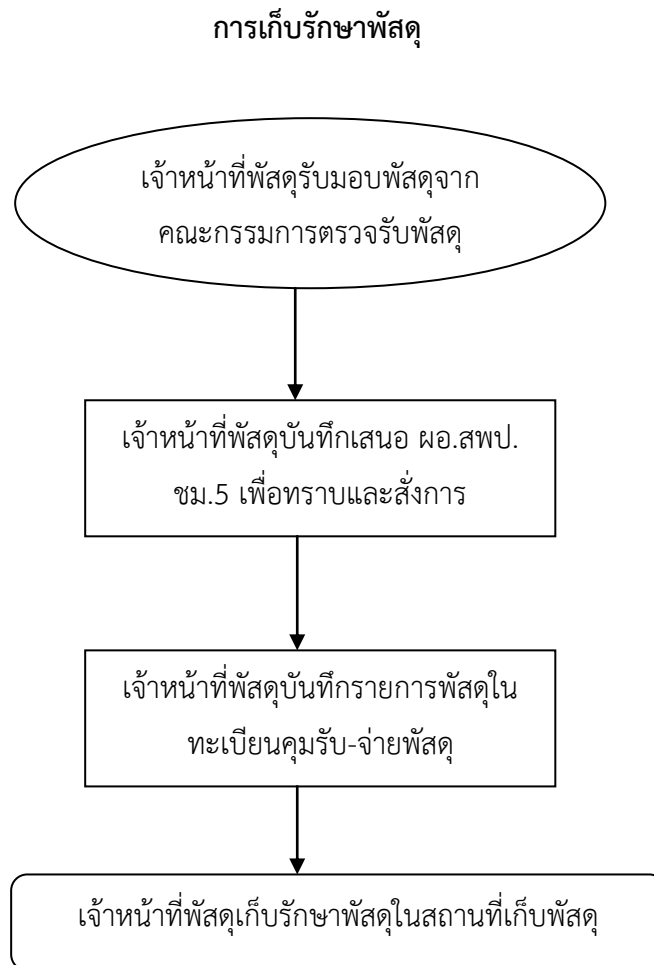 การเก็บรักษาพัสดุ
เจ้าหน้าที่พัสดุรับมอบพัสดุจาก
คณะกรรมการตรวจรับพัสดุ
เจ้าหน้าที่พัสดุบันทึกเสนอ ผอ.สพป.
ชม.5 เพื่อทราบและสั่งการ
เจ้าหน้าที่พัสดุบันทึกรายการพัสดุใน
ทะเบียนคุมรับ-จ่ายพัสดุ
เจ้าหน้าที่พัสดุเก็บรักษาพัสดุในสถานที่เก็บพัสดุ